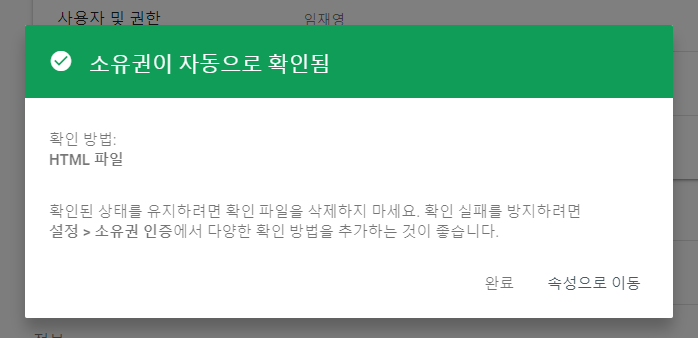 사용자 및 권한
임재영
소유권이 자동으로 확인됨
확인 방법:
HTML 파일
확인된 상태를 유지하려면 확인 파일을 삭제하지 마세요. 확인 실패를 방지하려면
설정 > 소유권 인증에서 다양한 확인 방법을 추가하는 것이 좋습니다.
완료
속성으로 이동